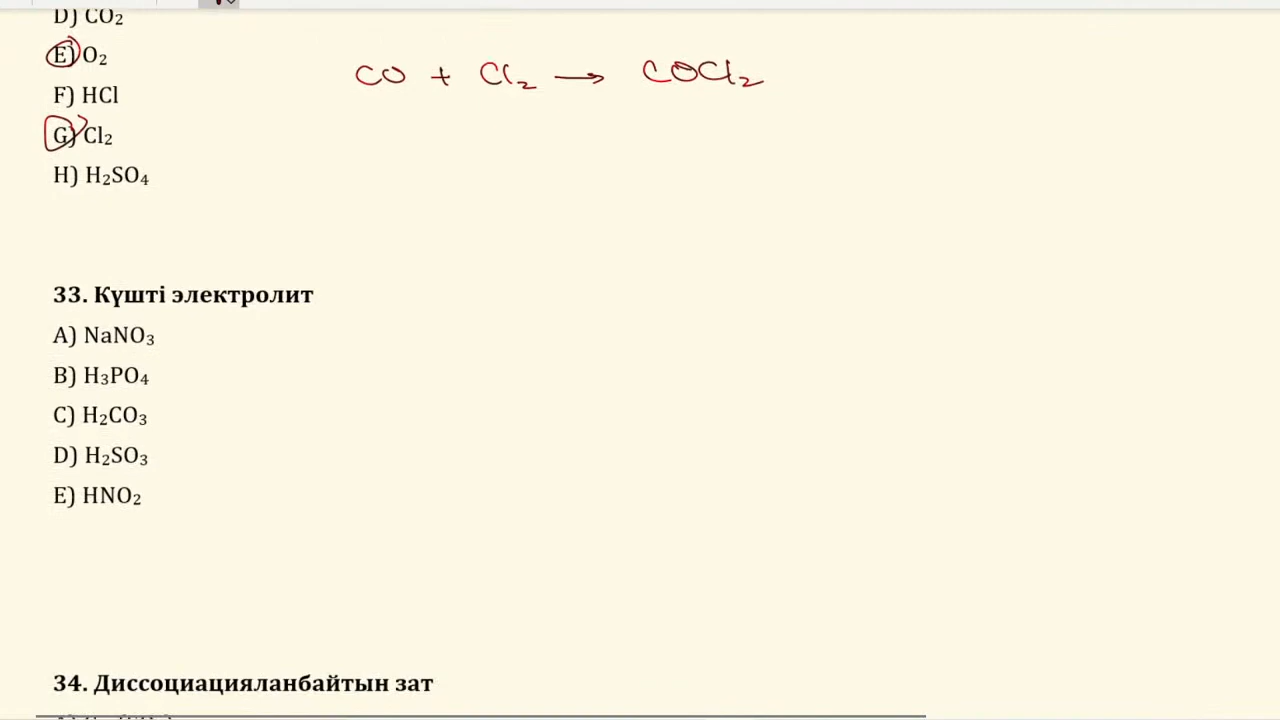 D) CO₂
E) O₂
CO + Cl₂ → COCl₂
F) HCl
G) Cl₂
H) H₂SO₄
33. Күшті электролит
A) NaNO₃
B) H₃PO₄
C) H₂CO₃
D) H₂SO₃
E) HNO₂
34. Диссоциацияланбайтын зат